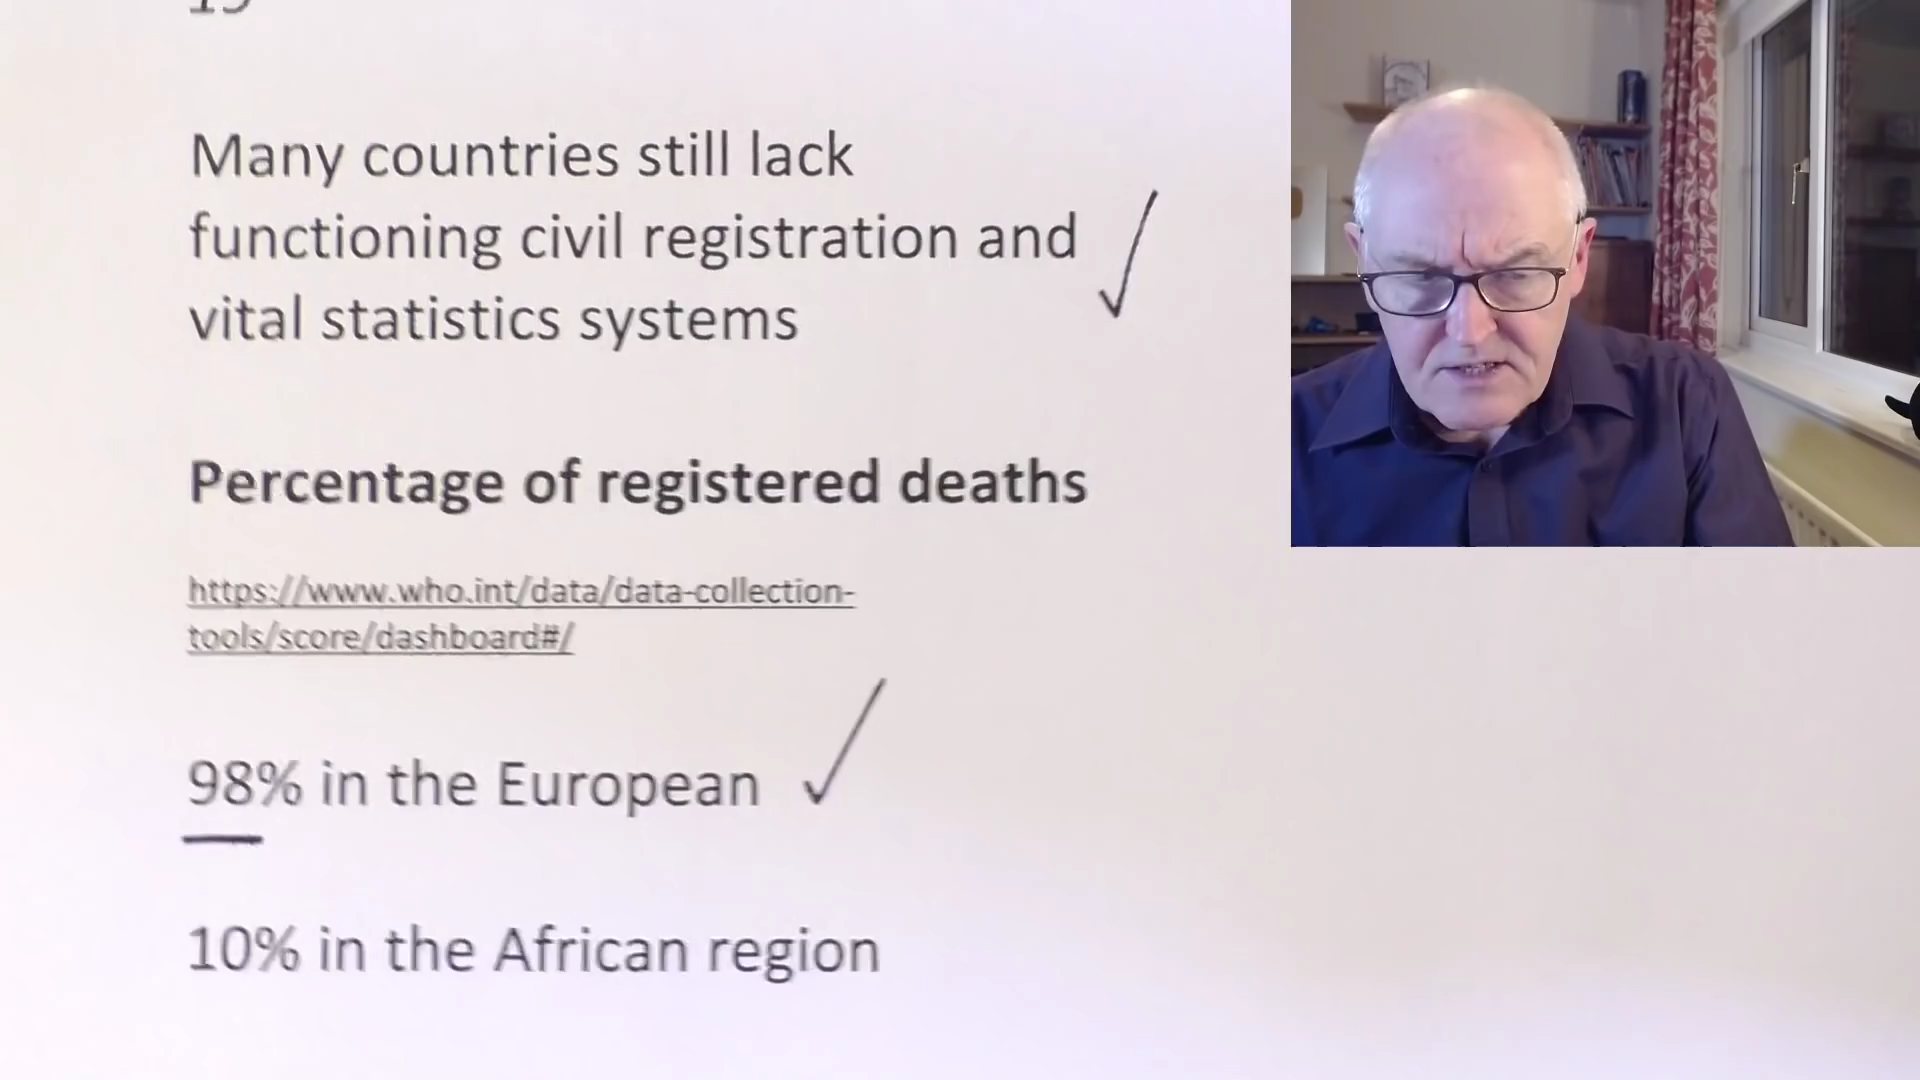 Many countries still lack
functioning civil registration and
vital statistics systems
Percentage of registered deaths
https://www.who.int/data/data-collection-
tools/score/dashboard#/
98% in the European
10% in the African region